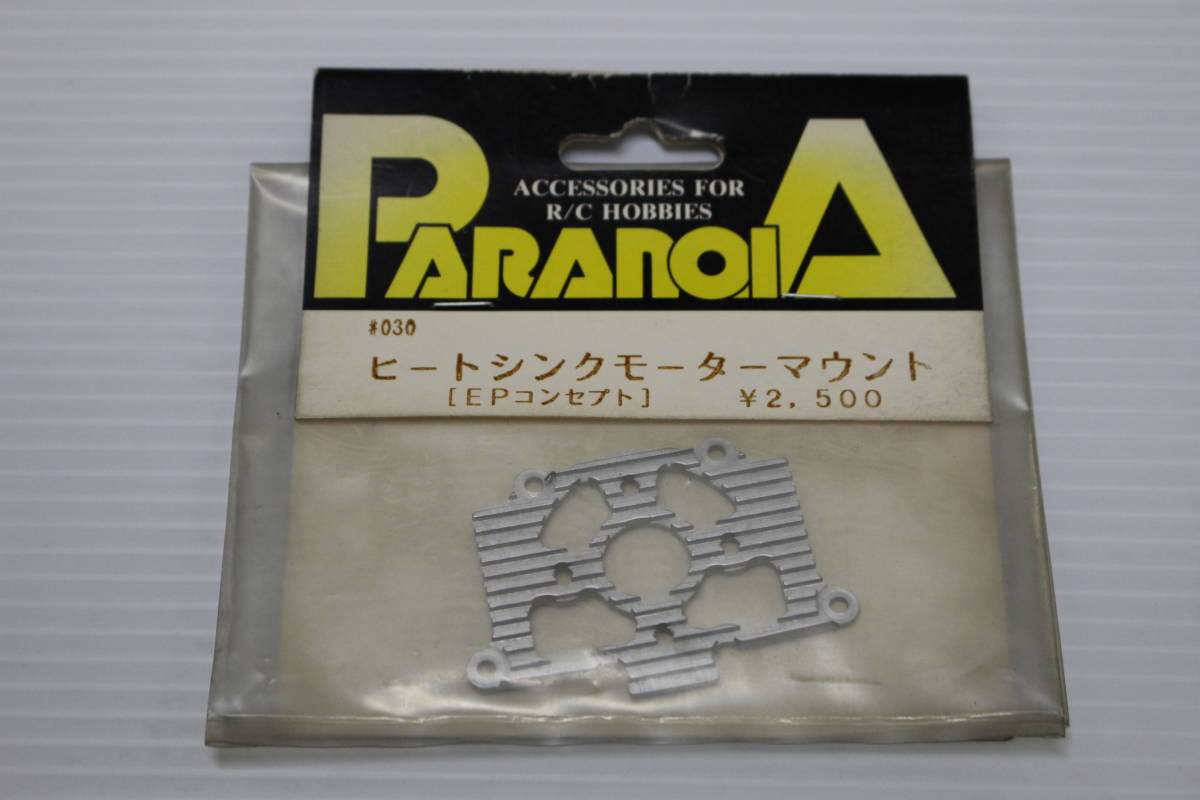 ACCESSORIES FOR
R/C HOBBIES
PARANOIA
#030
ヒートシンクモーターマウント
[EPコンセプト] ¥2,500